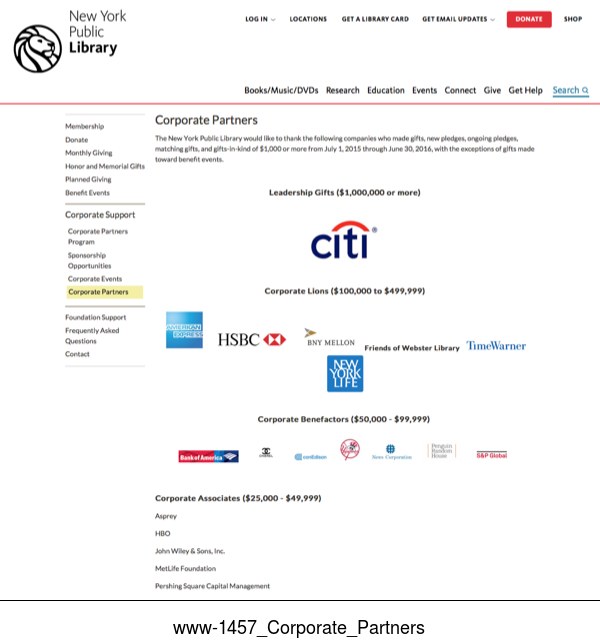 New York
Public
Library
LOG IN
LOCATIONS
GET A LIBRARY CARD
GET EMAIL UPDATES
DONATE
SHOP
Books/Music/DVDs Research Education Events Connect Give Get Help Search
Membership
Donate
Monthly Giving
Honor and Memorial Gifts
Planned Giving
Benefit Events
Corporate Support
Corporate Partners
Program
Sponsorship
Opportunities
Corporate Events
Corporate Partners
Foundation Support
Frequently Asked
Questions
Contact
Corporate Partners
The New York Public Library would like to thank the following companies who made gifts, new pledges, ongoing pledges,
matching gifts, and gifts-in-kind of $1,000 or more from July 1, 2015 through June 30, 2016, with the exceptions of gifts made
toward benefit events.
Leadership Gifts ($1,000,000 or more)
citi®
Corporate Lions ($100,000 to $499,999)
AMERICAN
EXPRESS
HSBC
BNY MELLON
Friends of Webster Library
TimeWarner
NEW
YORK
LIFE
Corporate Benefactors ($50,000 - $99,999)
Bank of America
CHANEL
conEdison
News Corporation
Penguin
Random
House
S&P Global
Corporate Associates ($25,000 - $49,999)
Asprey
HBO
John Wiley & Sons, Inc.
MetLife Foundation
Pershing Square Capital Management
www-1457_Corporate_Partners